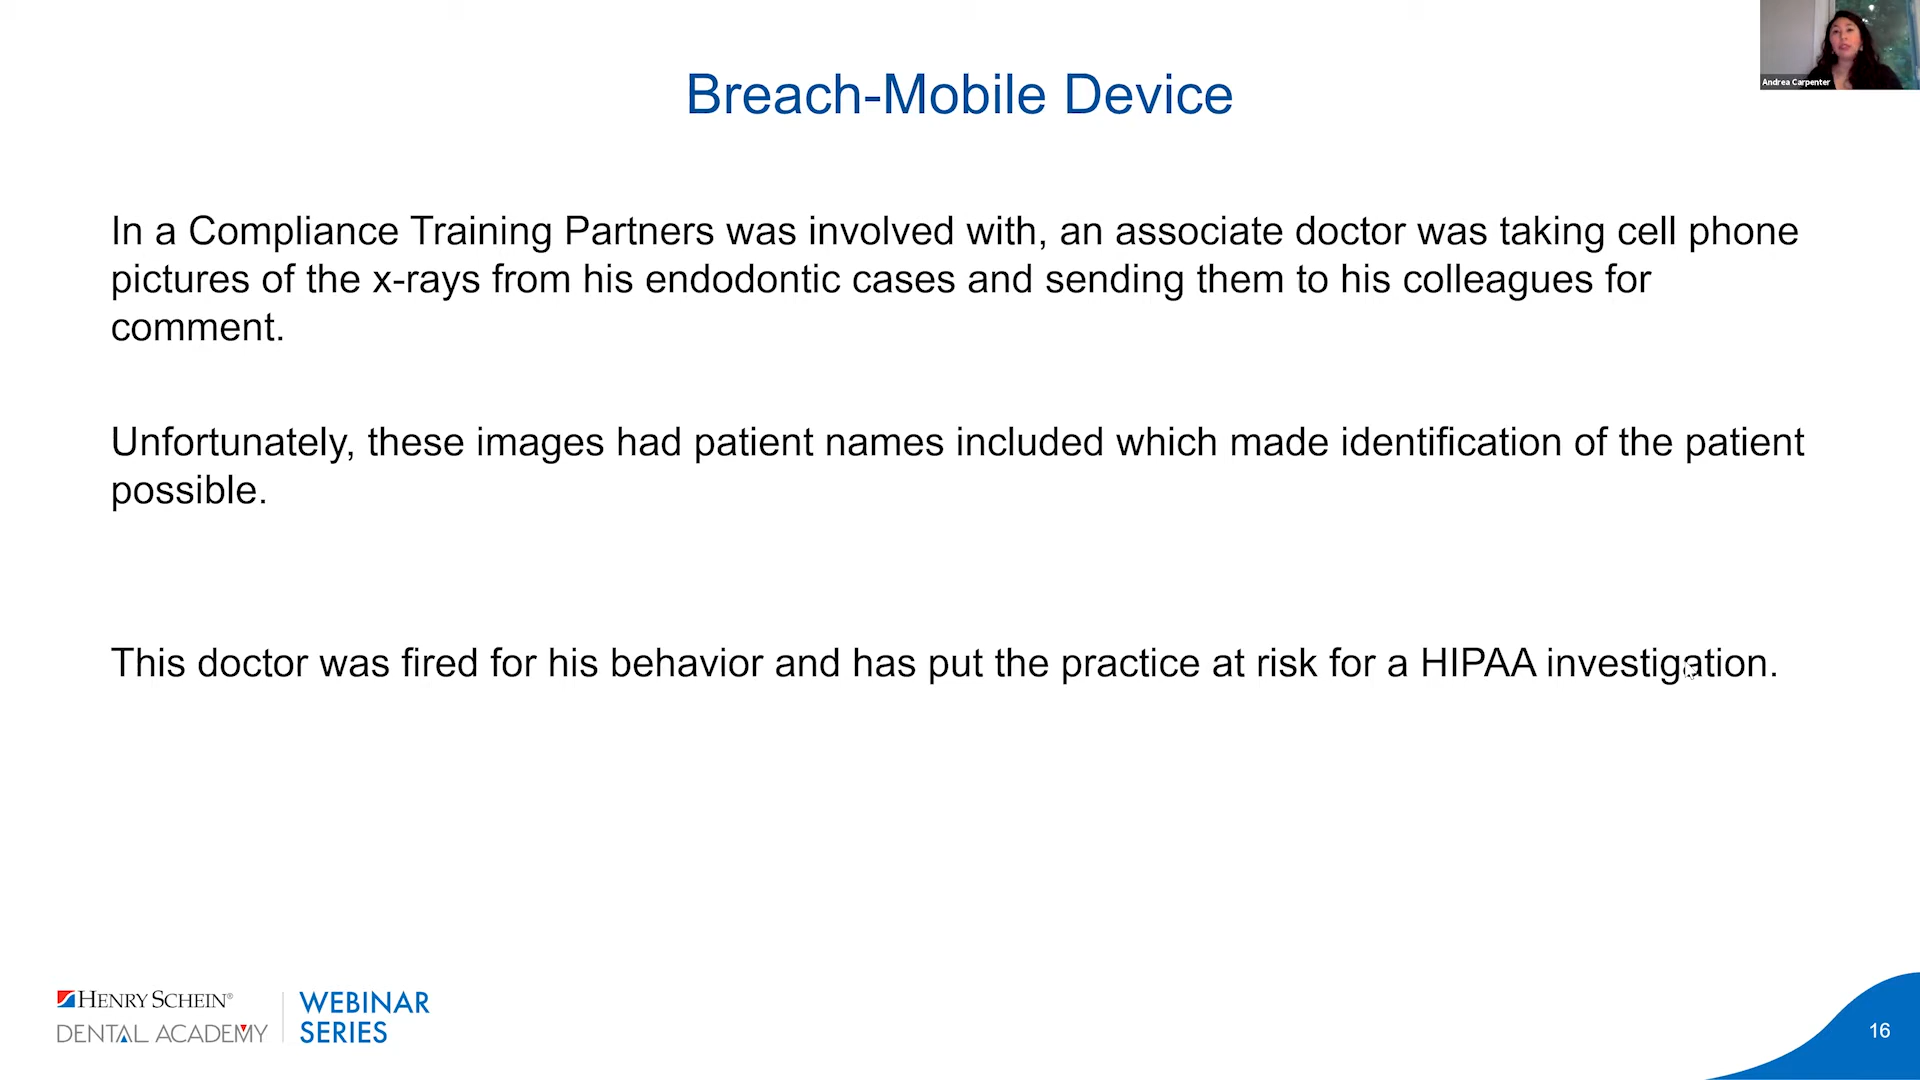 Breach-Mobile Device
Andrea Carpenter
In a Compliance Training Partners was involved with, an associate doctor was taking cell phone
pictures of the x-rays from his endodontic cases and sending them to his colleagues for
comment.
Unfortunately, these images had patient names included which made identification of the patient
possible.
This doctor was fired for his behavior and has put the practice at risk for a HIPAA investigation.
HENRY SCHEIN®
DENTAL ACADEMY
WEBINAR
SERIES
16